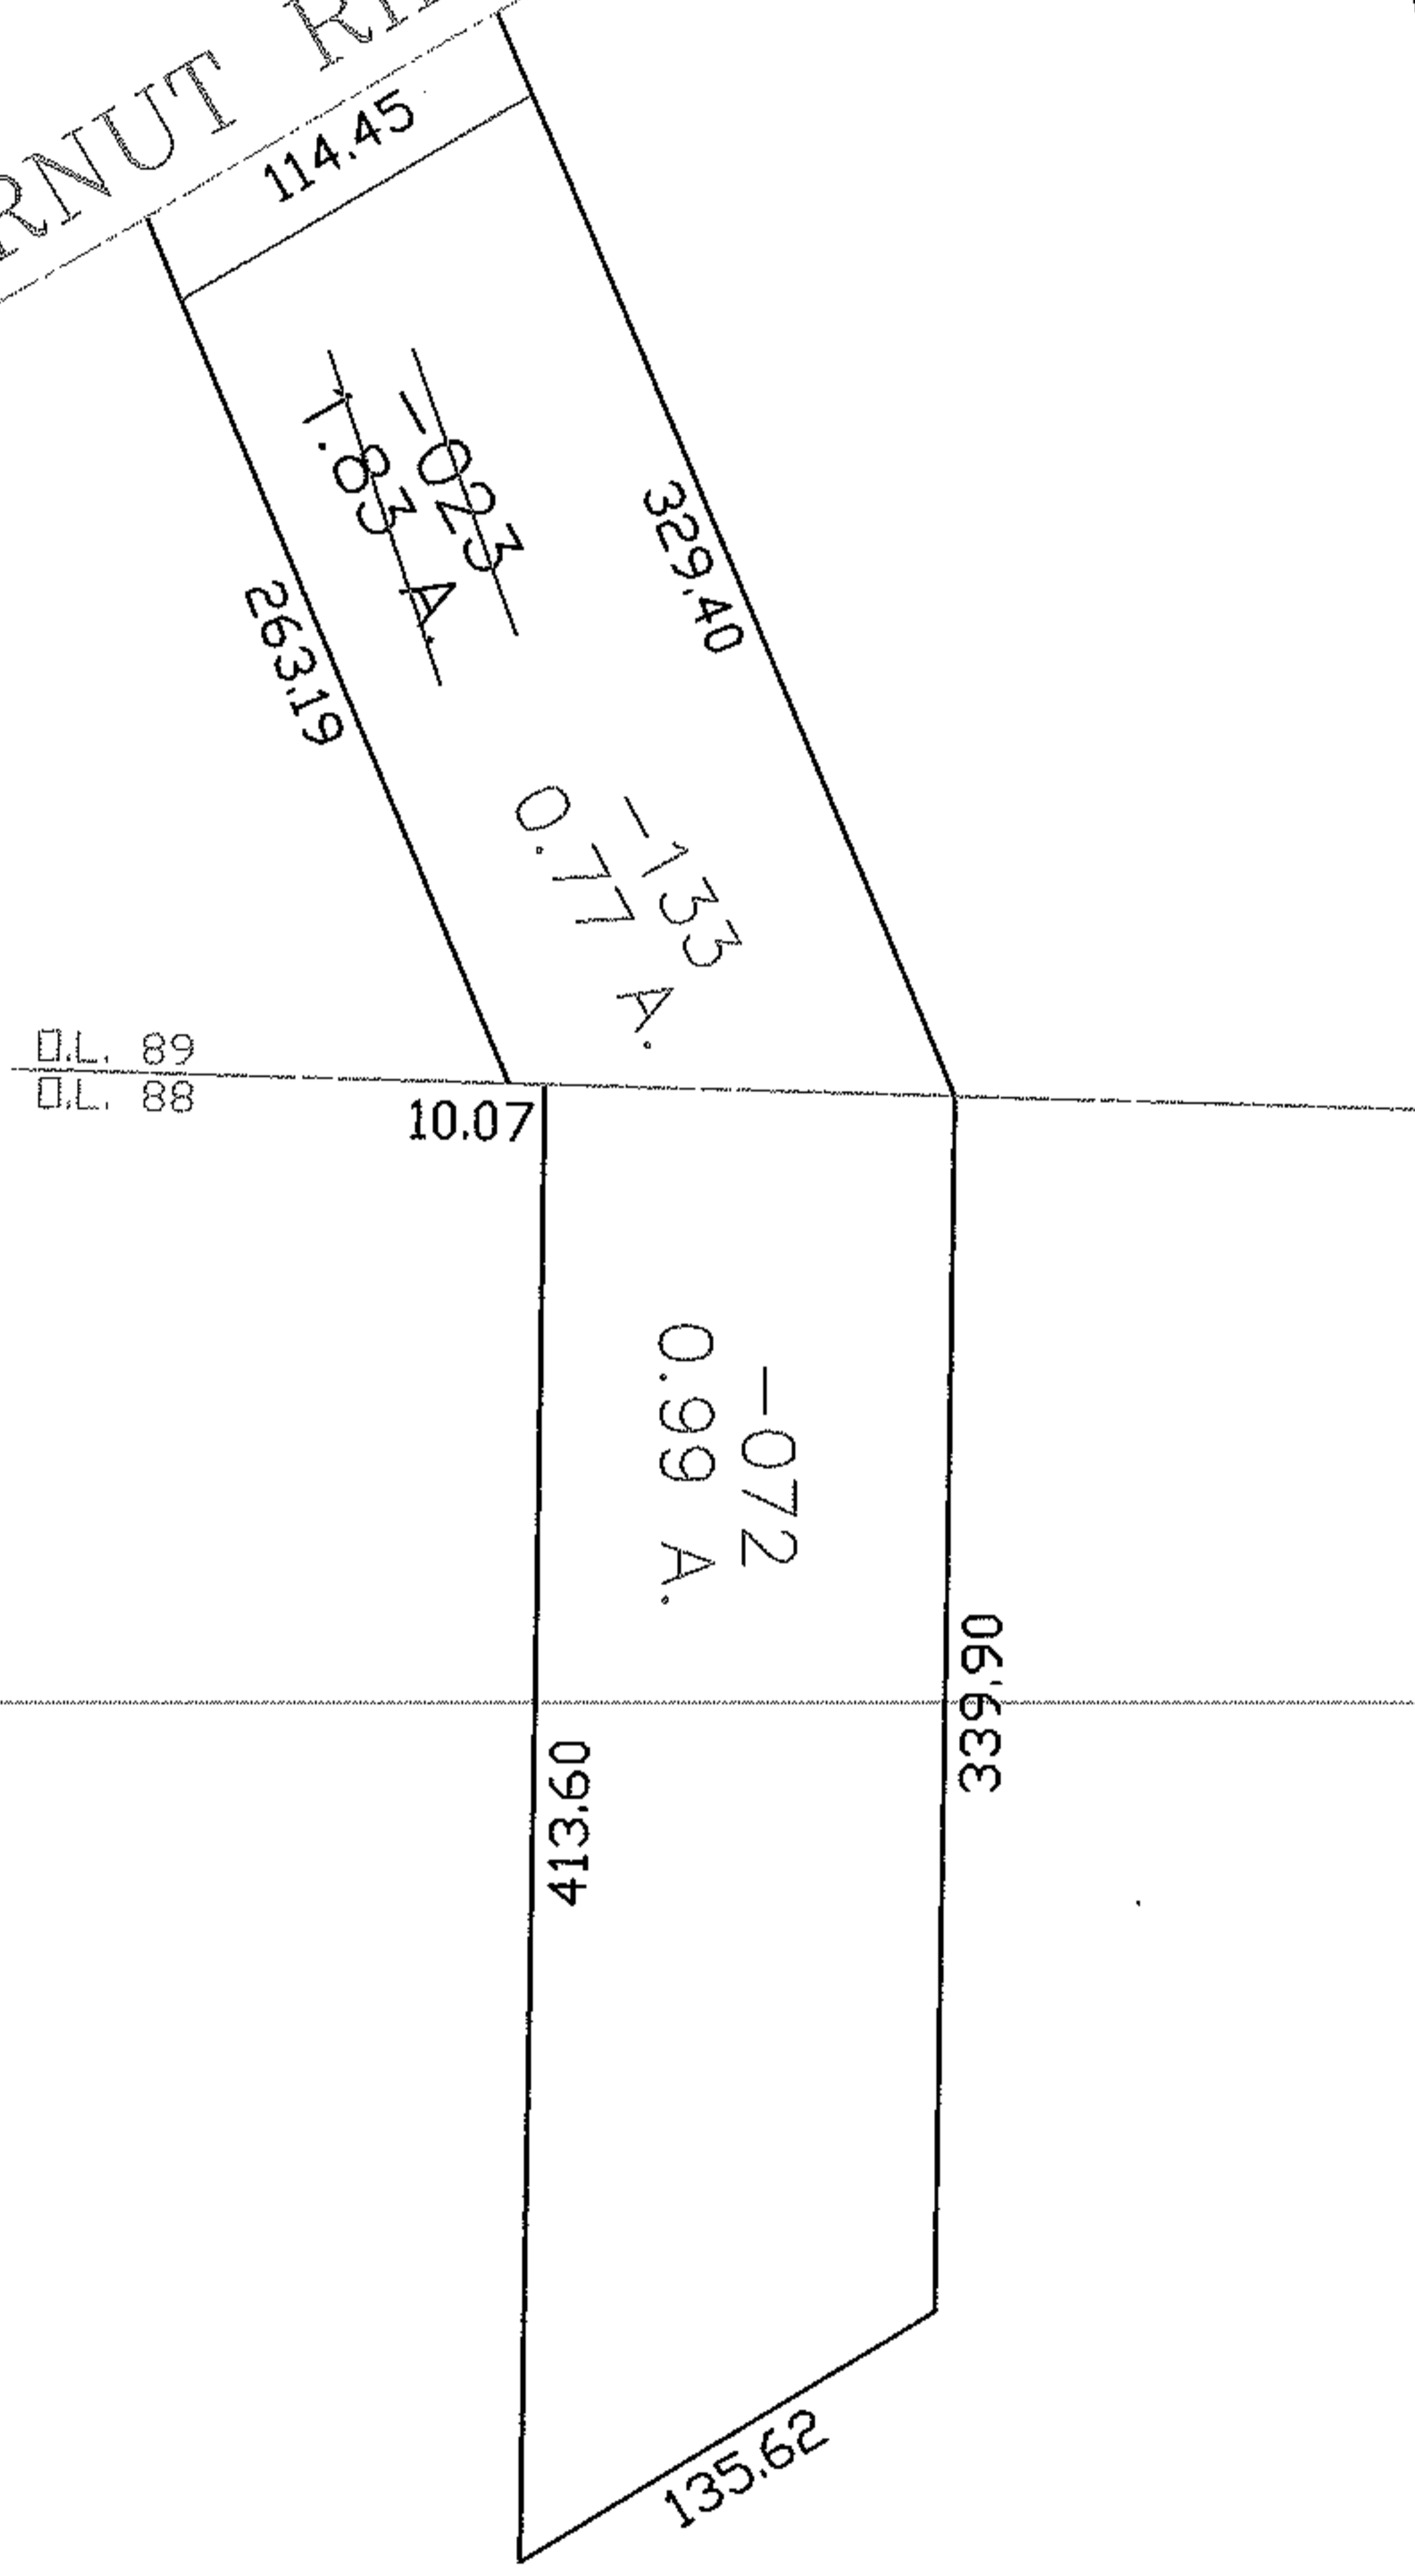 RNUT
114.45
-023
1.83 A.
329.40
263.19
-133
0.77 A.
O.L. 89
O.L. 88
10.07
-072
0.99 A.
339.90
413.60
135.62